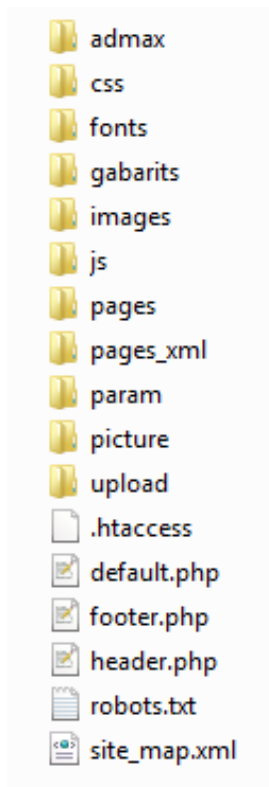 admax
css
fonts
gabarits
images
js
pages
pages_xml
param
picture
upload
.htaccess
default.php
footer.php
header.php
robots.txt
site_map.xml